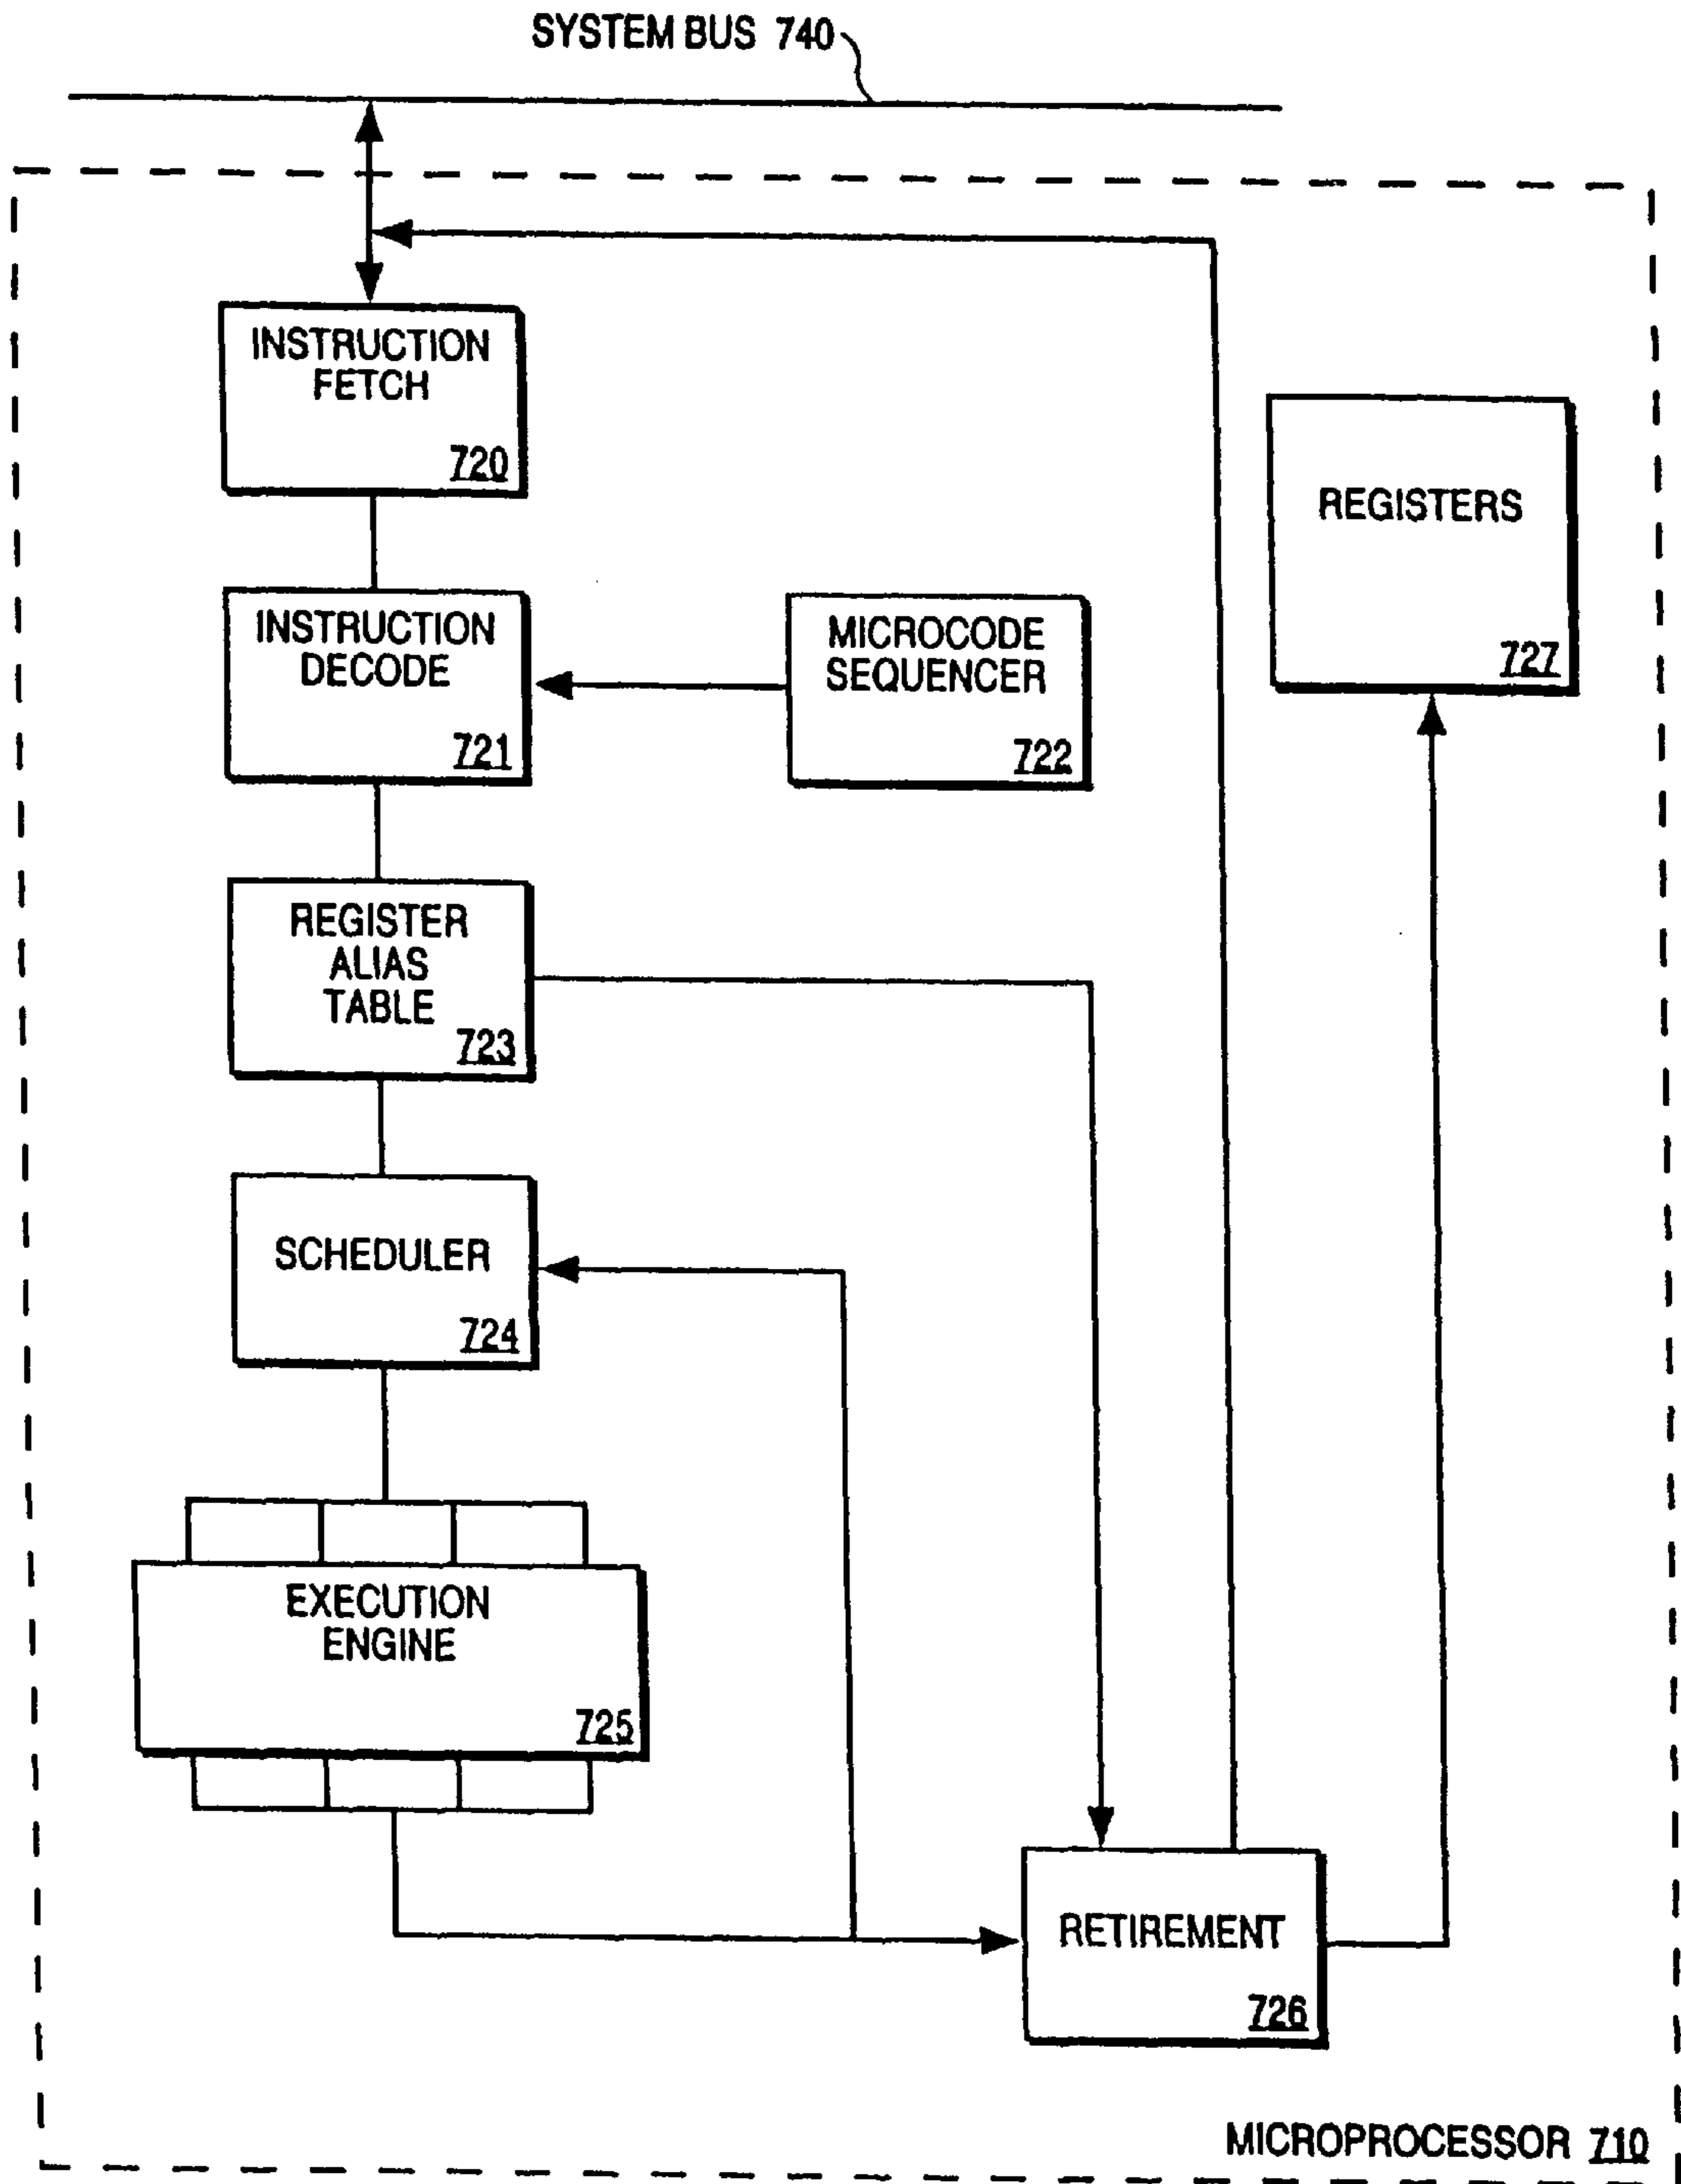 SYSTEM BUS 740
INSTRUCTION
FETCH
720
REGISTERS
727
INSTRUCTION
DECODE
721
MICROCODE
SEQUENCER
722
REGISTER
ALIAS
TABLE
723
SCHEDULER
724
EXECUTION
ENGINE
725
RETIREMENT
726
MICROPROCESSOR 710